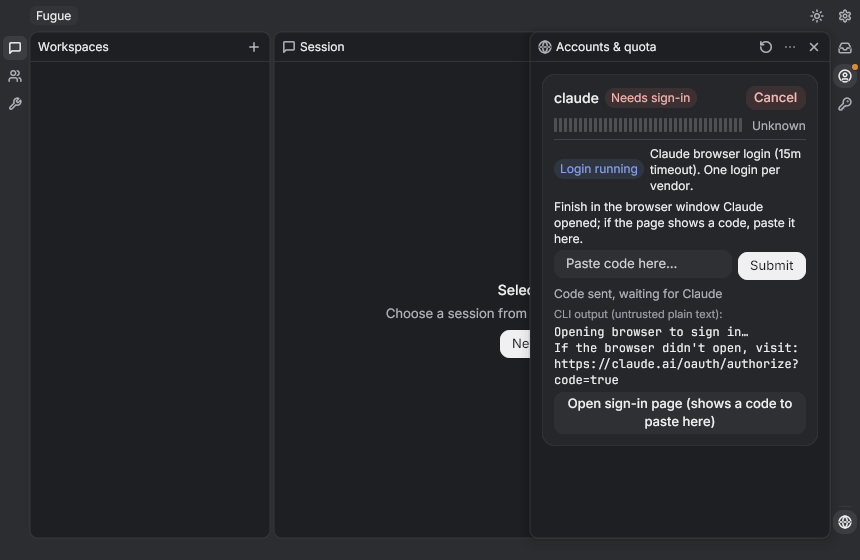 Fugue
Workspaces
Session
Selec
Choose a session from
Ne
Accounts & quota
claude
Needs sign-in
Cancel
Unknown
Login running
Claude browser login (15m
timeout). One login per
vendor.
Finish in the browser window Claude
opened; if the page shows a code, paste it
here.
Paste code here...
Submit
Code sent, waiting for Claude
CLI output (untrusted plain text):
Opening browser to sign in…
If the browser didn't open, visit:
https://claude.ai/oauth/authorize?
code=true
Open sign-in page (shows a code to
paste here)